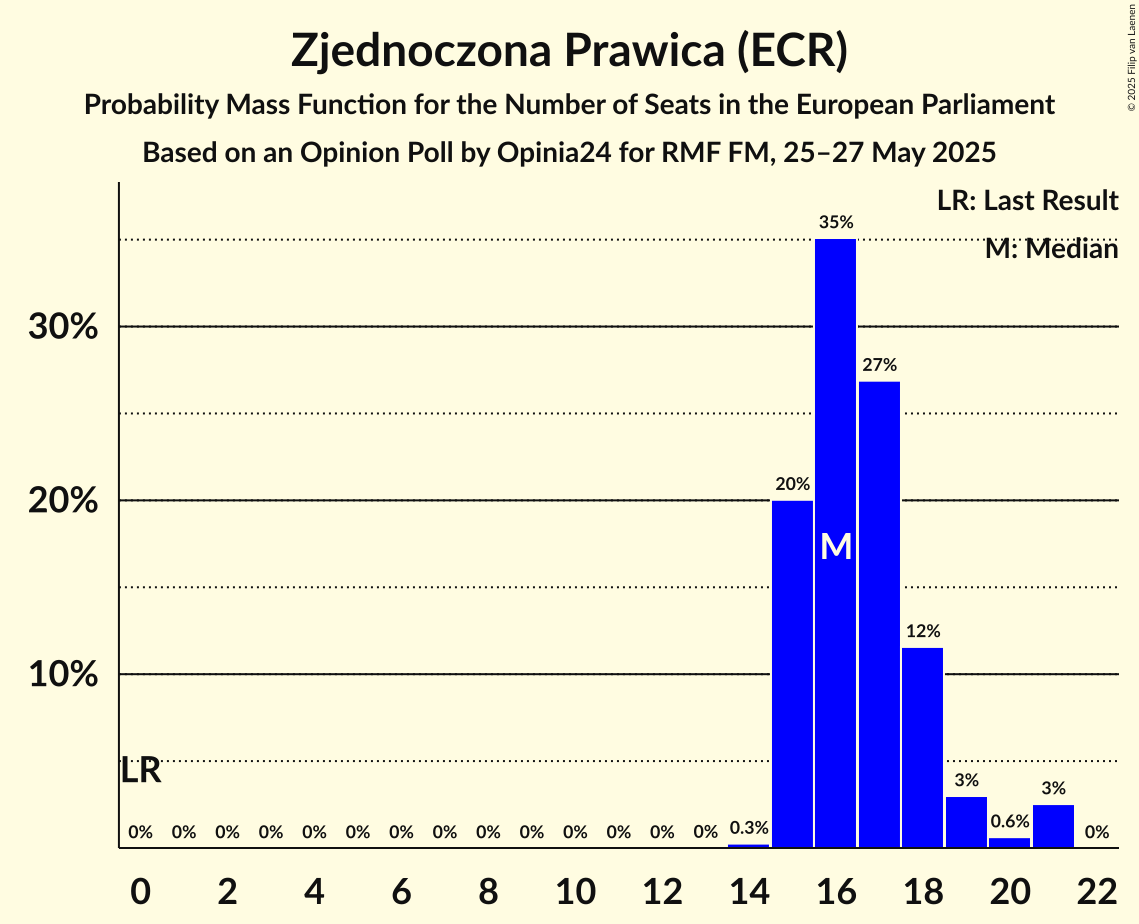 Zjednoczona Prawica (ECR)
Probability Mass Function for the Number of Seats in the European Parliament
Based on an Opinion Poll by Opinia24 for RMF FM, 25–27 May 2025
© 2025 Filip van Laenen
LR: Last Result
M: Median
35%
30%
27%
20%
20%
M
12%
10%
LR
3%
3%
0% 0% 0% 0% 0% 0% 0% 0% 0% 0% 0% 0% 0% 0% 0.3% 0.6% 0%
0 2 4 6 8 10 12 14 16 18 20 22